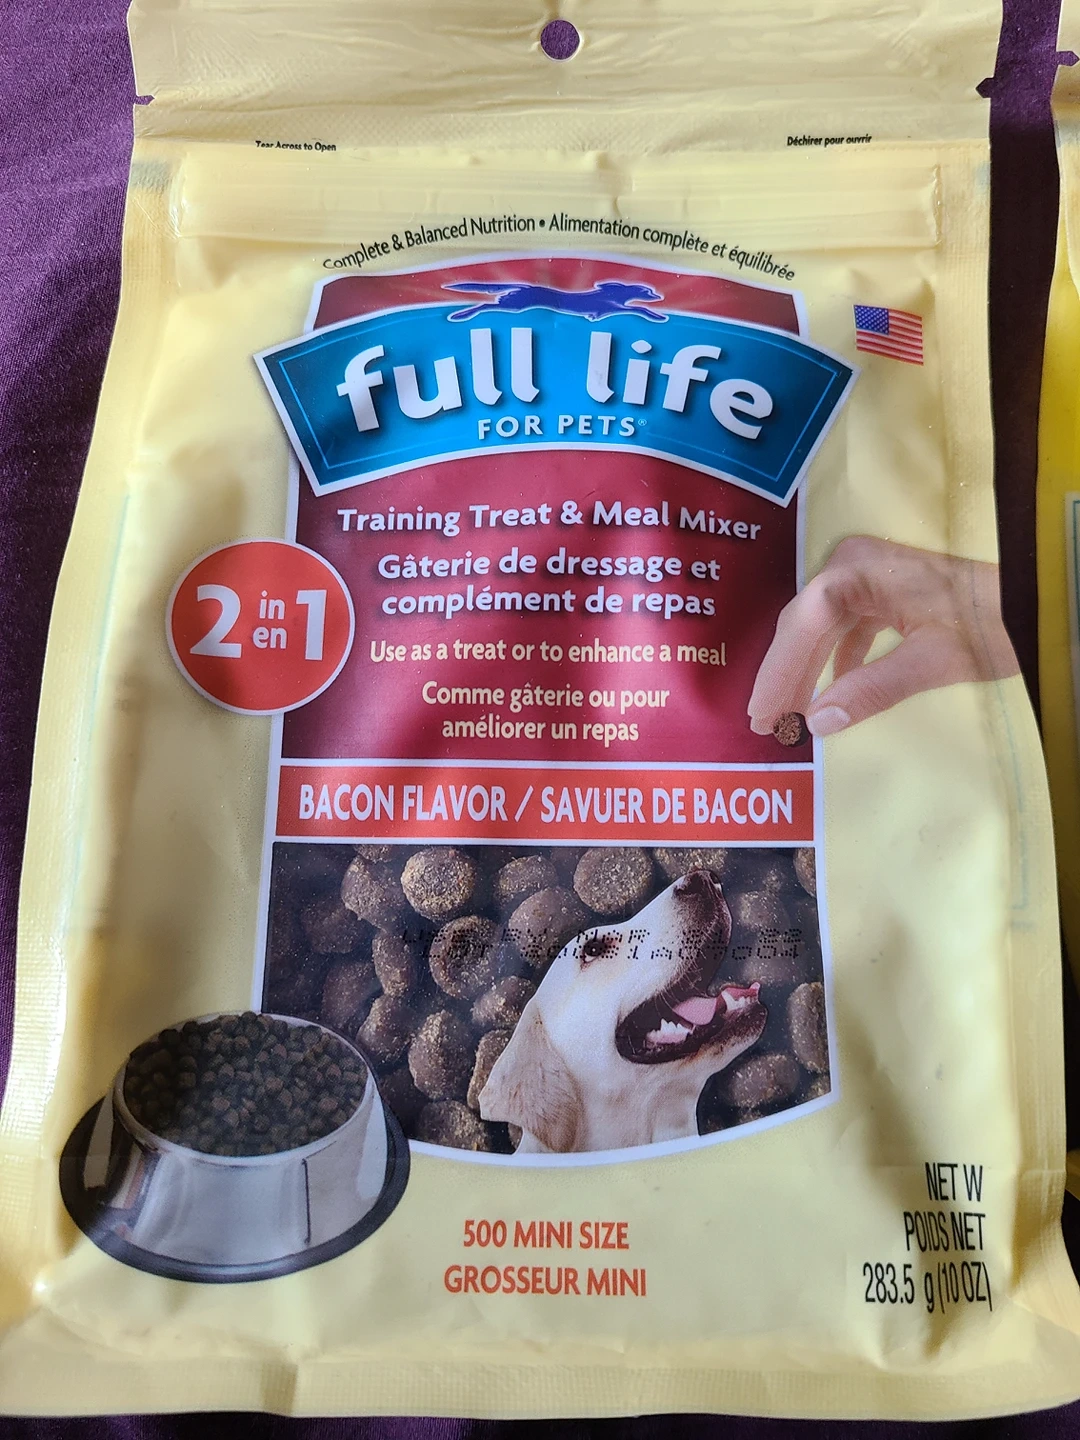 Tear Across to Open
Déchirer pour ouvrir
Complete & Balanced Nutrition • Alimentation complète et équilibrée
full life
FOR PETS®
Training Treat & Meal Mixer
Gâterie de dressage et
complément de repas
2 in en 1
Use as a treat or to enhance a meal
Comme gâterie ou pour
améliorer un repas
BACON FLAVOR / SAVUER DE BACON
500 MINI SIZE
GROSSEUR MINI
NET W
POIDS NET
283.5 g (10 OZ)